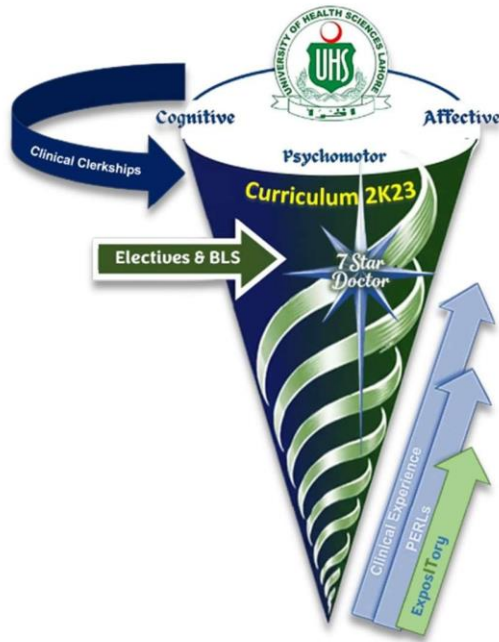 UNIVERSITY OF HEALTH SCIENCES LAHORE
UHS
اقرا
Cognitive
Affective
Psychomotor
Clinical Clerkships
Curriculum 2K23
Electives & BLS
7 Star
Doctor
Clinical Experience
PERLs
ExposITory